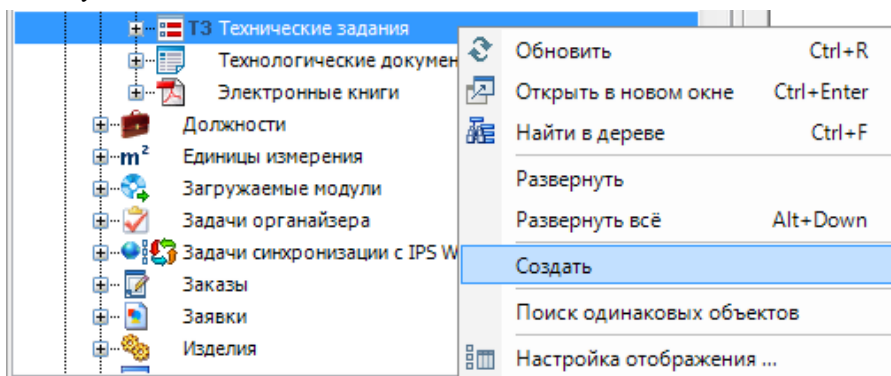 ТЗ Технические задания
Технологические докумен
Электронные книги
Должности
m² Единицы измерения
Загружаемые модули
Задачи органайзера
Задачи синхронизации с IPS W
Заказы
Заявки
Изделия
Обновить Ctrl+R
Открыть в новом окне Ctrl+Enter
Найти в дереве Ctrl+F
Развернуть
Развернуть всё Alt+Down
Создать
Поиск одинаковых объектов
Настройка отображения ...